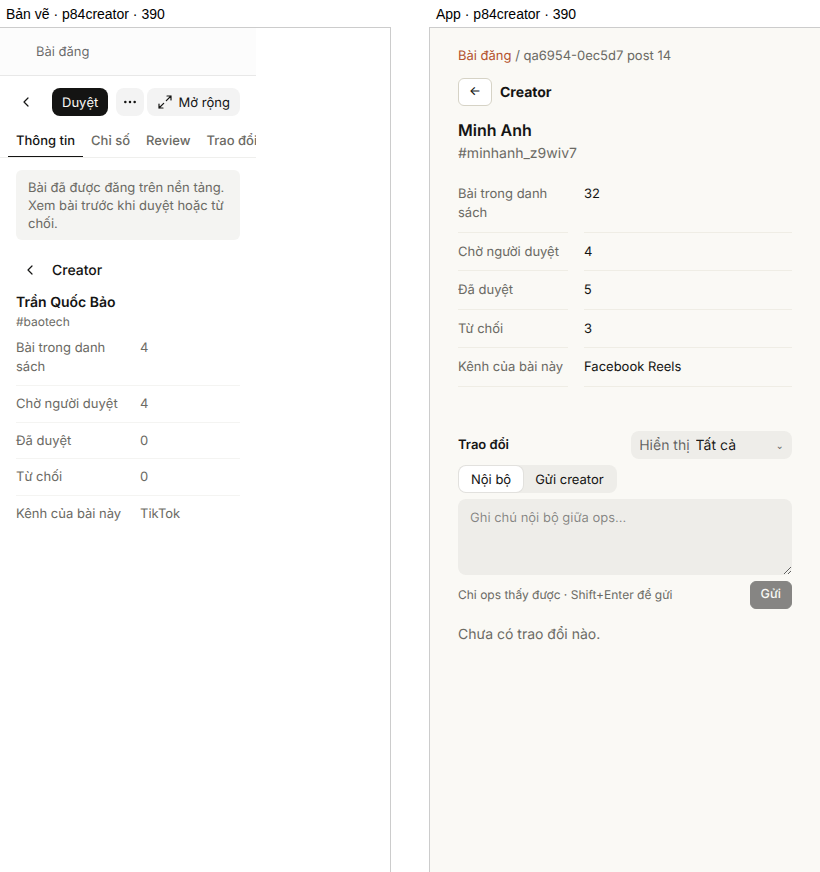 Bản vẽ · p84creator · 390
Bài đăng
Duyệt
Mở rộng
Thông tin
Chỉ số
Review
Trao đổi
Bài đã được đăng trên nền tảng.
Xem bài trước khi duyệt hoặc từ
chối.
Creator
Trần Quốc Bảo
#baotech
Bài trong danh sách 4
Chờ người duyệt 4
Đã duyệt 0
Từ chối 0
Kênh của bài này TikTok
App · p84creator · 390
Bài đăng / qa6954-0ec5d7 post 14
Creator
Minh Anh
#minhanh_z9wiv7
Bài trong danh sách 32
Chờ người duyệt 4
Đã duyệt 5
Từ chối 3
Kênh của bài này Facebook Reels
Trao đổi
Hiển thị Tất cả
Nội bộ
Gửi creator
Ghi chú nội bộ giữa ops...
Chỉ ops thấy được · Shift+Enter để gửi
Gửi
Chưa có trao đổi nào.